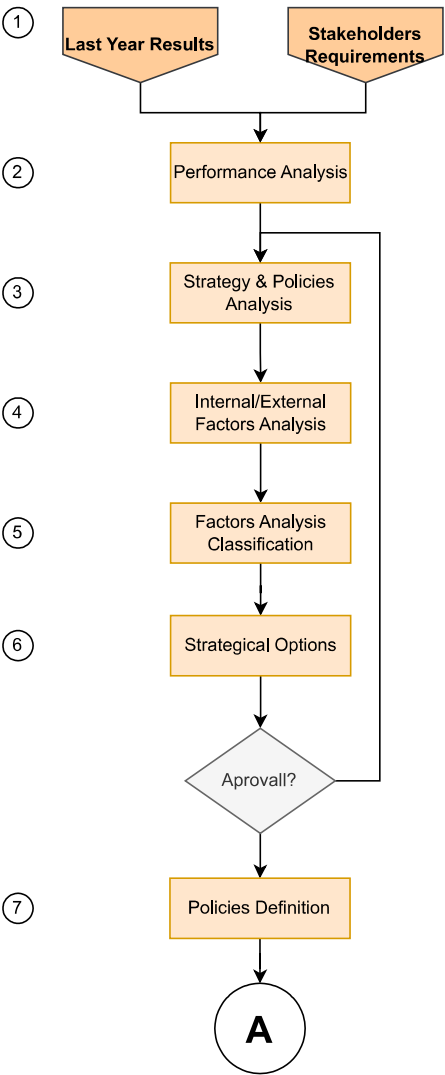 1
Last Year Results
Stakeholders
Requirements
2
Performance Analysis
3
Strategy & Policies
Analysis
4
Internal/External
Factors Analysis
5
Factors Analysis
Classification
6
Strategical Options
Aprovall?
7
Policies Definition
A